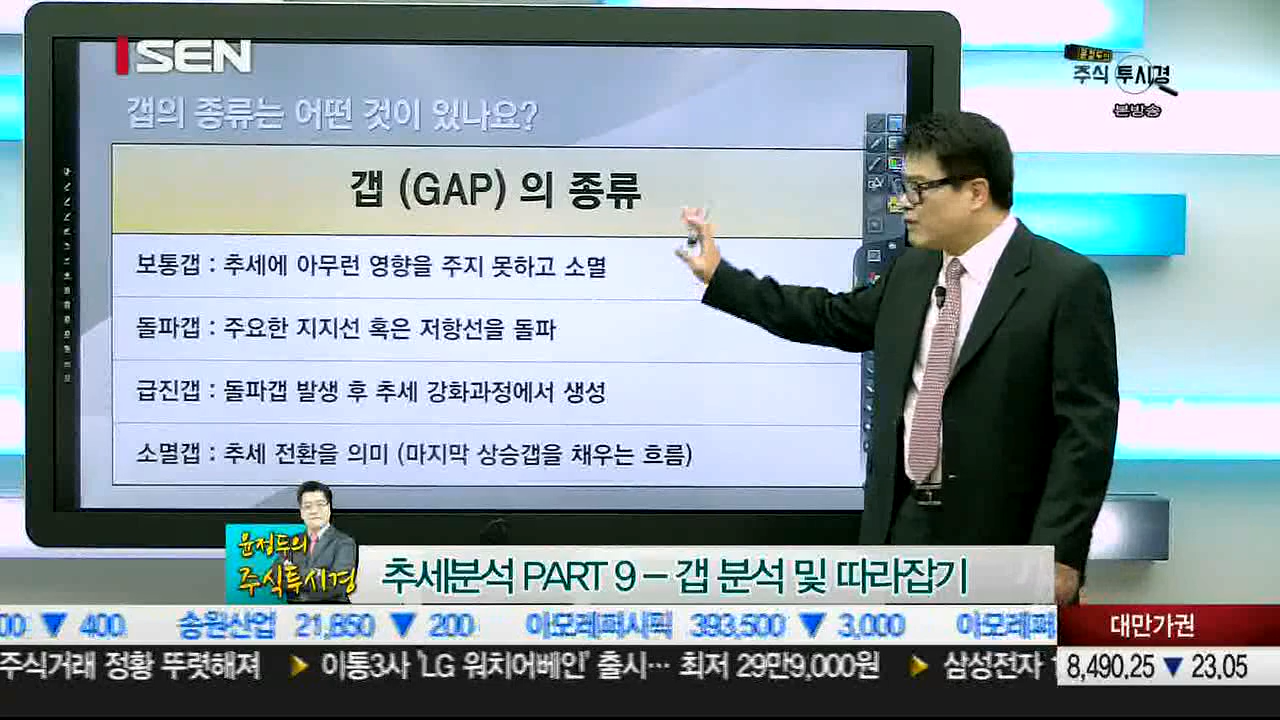 SEN
윤정두의
주식 투시경
본방송
갭의 종류는 어떤 것이 있나요?
갭 (GAP) 의 종류
보통갭 : 추세에 아무런 영향을 주지 못하고 소멸
돌파갭 : 주요한 지지선 혹은 저항선을 돌파
급진갭 : 돌파갭 발생 후 추세 강화과정에서 생성
소멸갭 : 추세 전환을 의미 (마지막 상승갭을 채우는 흐름)
윤정두의
주식투시경
추세분석 PART 9 – 갭 분석 및 따라잡기
00 ▼ 400 송원산업 21,850 ▼ 200 아모레퍼시픽 393,500 ▼ 3,000 아모레퍼
대만가권
주식거래 정황 뚜렷해져 ▶ 이통3사 'LG 워치어베인' 출시… 최저 29만9,000원 ▶ 삼성전자
8,490.25 ▼ 23.05